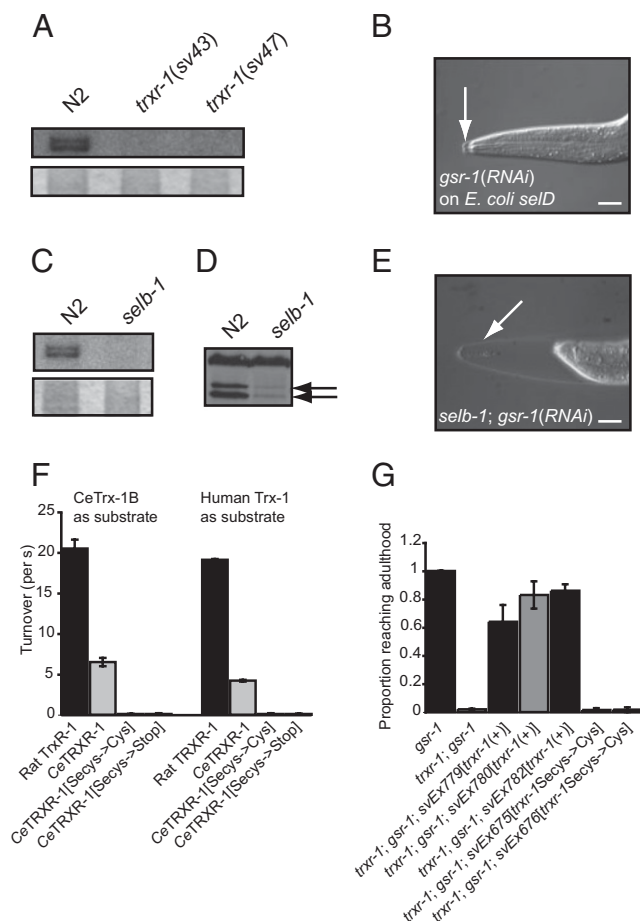 A
N2
trxr-1(sv43)
trxr-1(sv47)
B
gsr-1(RNAi)
on E. coli selD
C
N2
selb-1
D
N2
selb-1
E
selb-1; gsr-1(RNAi)
F
CeTrx-1B
as substrate
Human Trx-1
as substrate
Turnover (per s)
25
20
15
10
5
0
Rat TrxR-1
CeTRXR-1
CeTRXR-1[Secys->Cys]
CeTRXR-1[Secys->Stop]
Rat TRXR-1
CeTRXR-1
CeTRXR-1[Secys->Cys]
CeTRXR-1[Secys->Stop]
G
Proportion reaching adulthood
1.2
1
0.8
0.6
0.4
0.2
0
gsr-1
trxr-1; gsr-1
trxr-1; gsr-1; svEx779[trxr-1(+)]
trxr-1; gsr-1; svEx780[trxr-1(+)]
trxr-1; gsr-1; svEx782[trxr-1(+)]
trxr-1; gsr-1; svEx675[trxr-1Secys->Cys]
trxr-1; gsr-1; svEx676[trxr-1Secys->Cys]